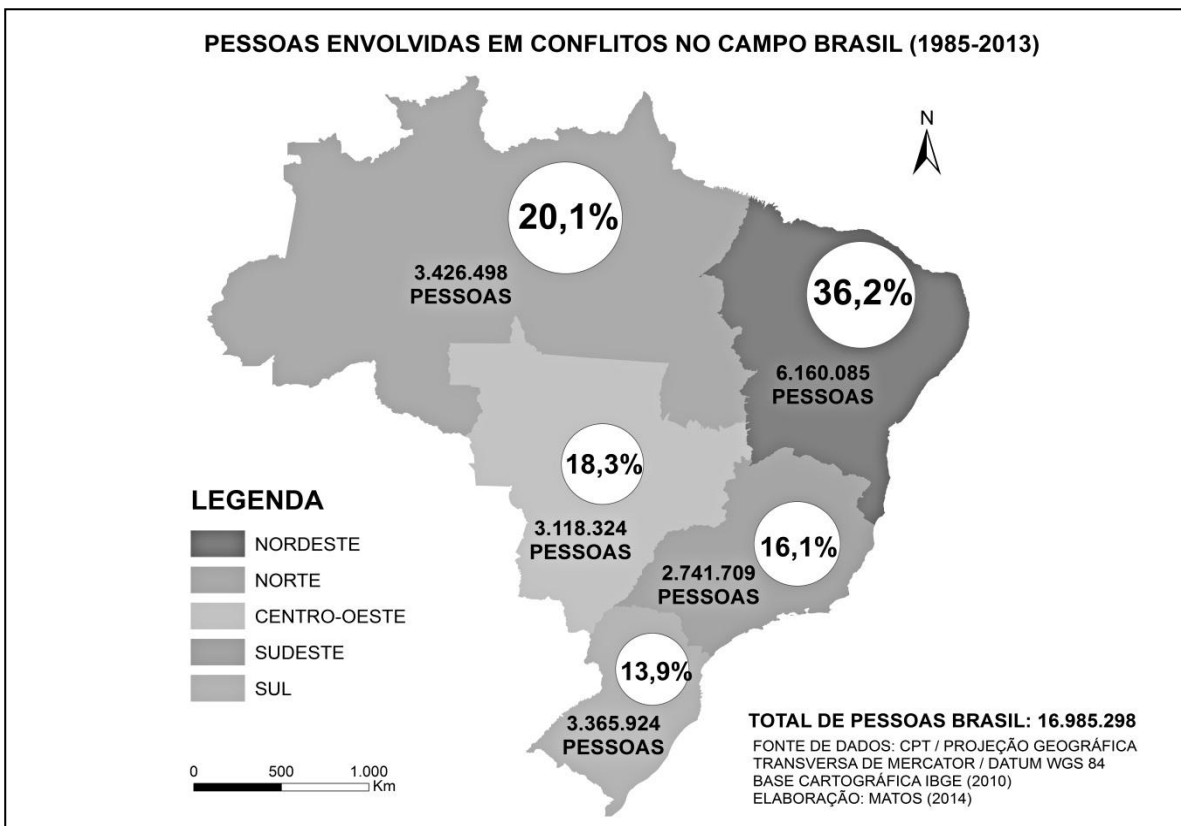 PESSOAS ENVOLVIDAS EM CONFLITOS NO CAMPO BRASIL (1985-2013)
N
20,1%
3.426.498
PESSOAS
36,2%
6.160.085
PESSOAS
18,3%
3.118.324
PESSOAS
16,1%
2.741.709
PESSOAS
13,9%
3.365.924
PESSOAS
LEGENDA
NORDESTE
NORTE
CENTRO-OESTE
SUDESTE
SUL
0 500 1.000
Km
TOTAL DE PESSOAS BRASIL: 16.985.298
FONTE DE DADOS: CPT / PROJEÇÃO GEOGRÁFICA
TRANSVERSA DE MERCATOR / DATUM WGS 84
BASE CARTOGRÁFICA IBGE (2010)
ELABORAÇÃO: MATOS (2014)